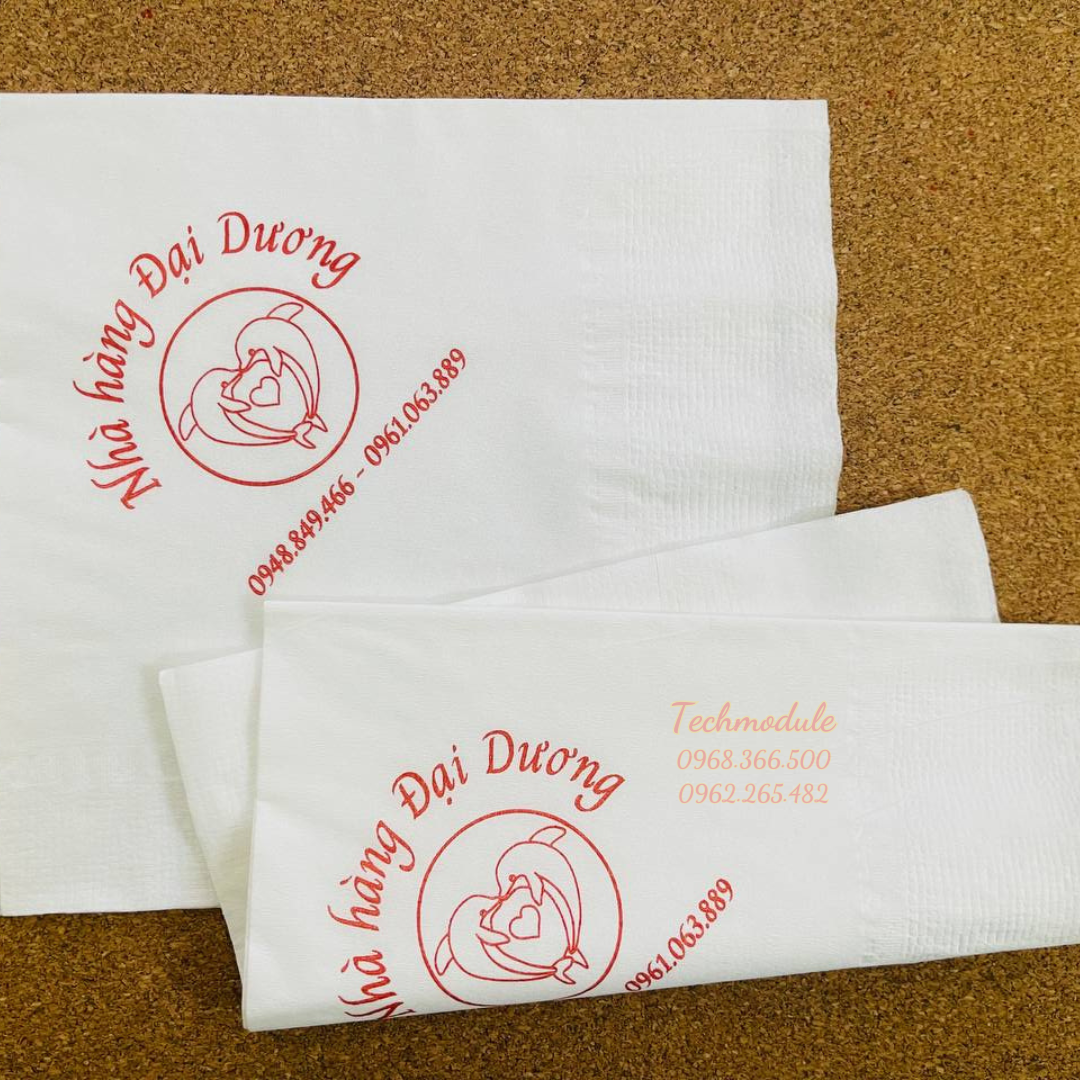 Nhà hàng Đại Dương
0948.849.466 - 0961.063.889
Techmodule
0968.366.500
0962.265.482
Nhà hàng Đại Dương
0961.063.889